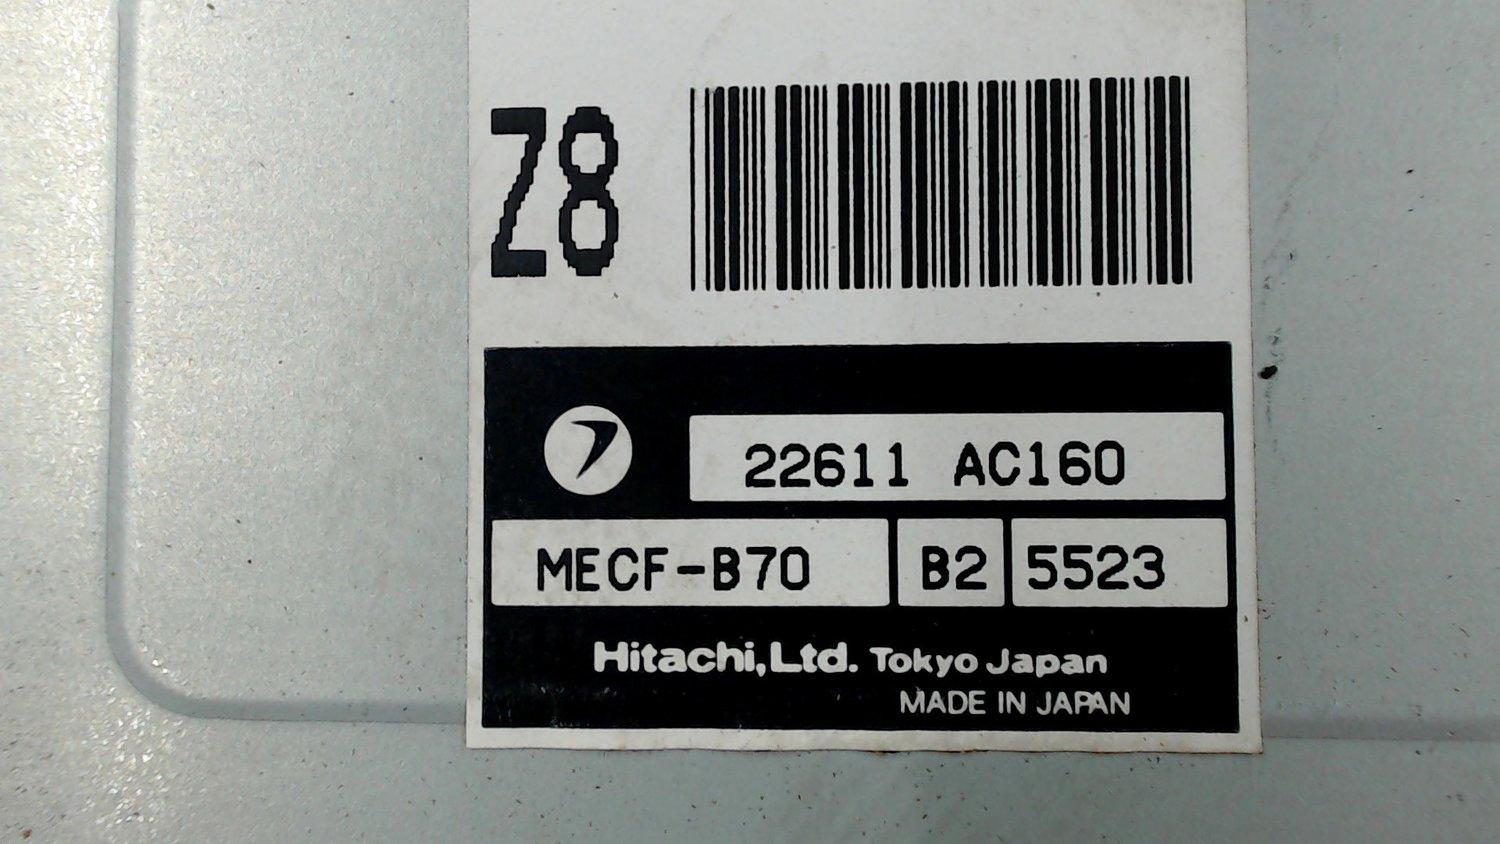 Z8
22611 AC160
MECF-B70 B2 5523
Hitachi,Ltd. Tokyo Japan
MADE IN JAPAN